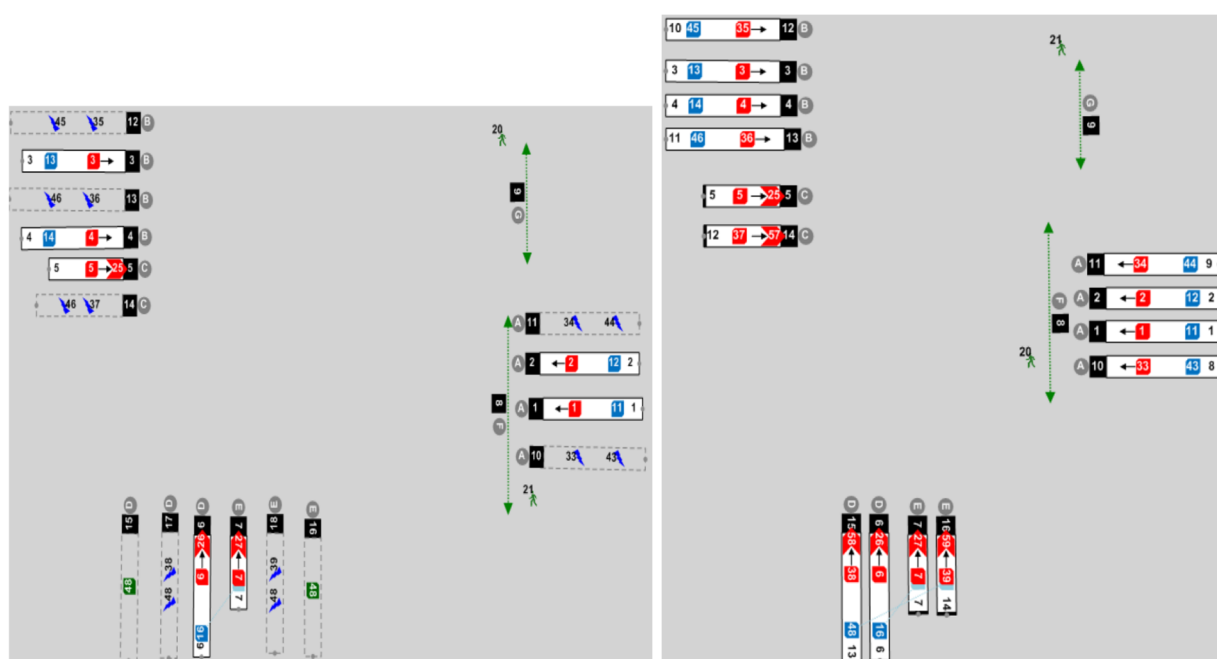 45 35 12 B
3 13 3 3 B
46 36 13 B
4 14 4 4 B
5 5 25 5 C
46 37 14 C
20
9
G
A 11 34 44
A 2 2 12 2
A 1 1 11 1
A 10 33 43
8
F
21
D D D E E E
15 17 6 7 18 19
48 38 26 27 39 48
48 6 7 48
16 7
6
10 45 35 12 B
3 13 3 3 B
4 14 4 4 B
11 46 36 13 B
5 5 25 5 C
12 37 57 14 C
21
G
9
A 11 34 44 9
A 2 2 12 2
A 1 1 11 1
A 10 33 43 8
F
8
20
D D E E
15 6 7 16
58 26 27 59
38 6 7 39
48 16 7 14
13 6